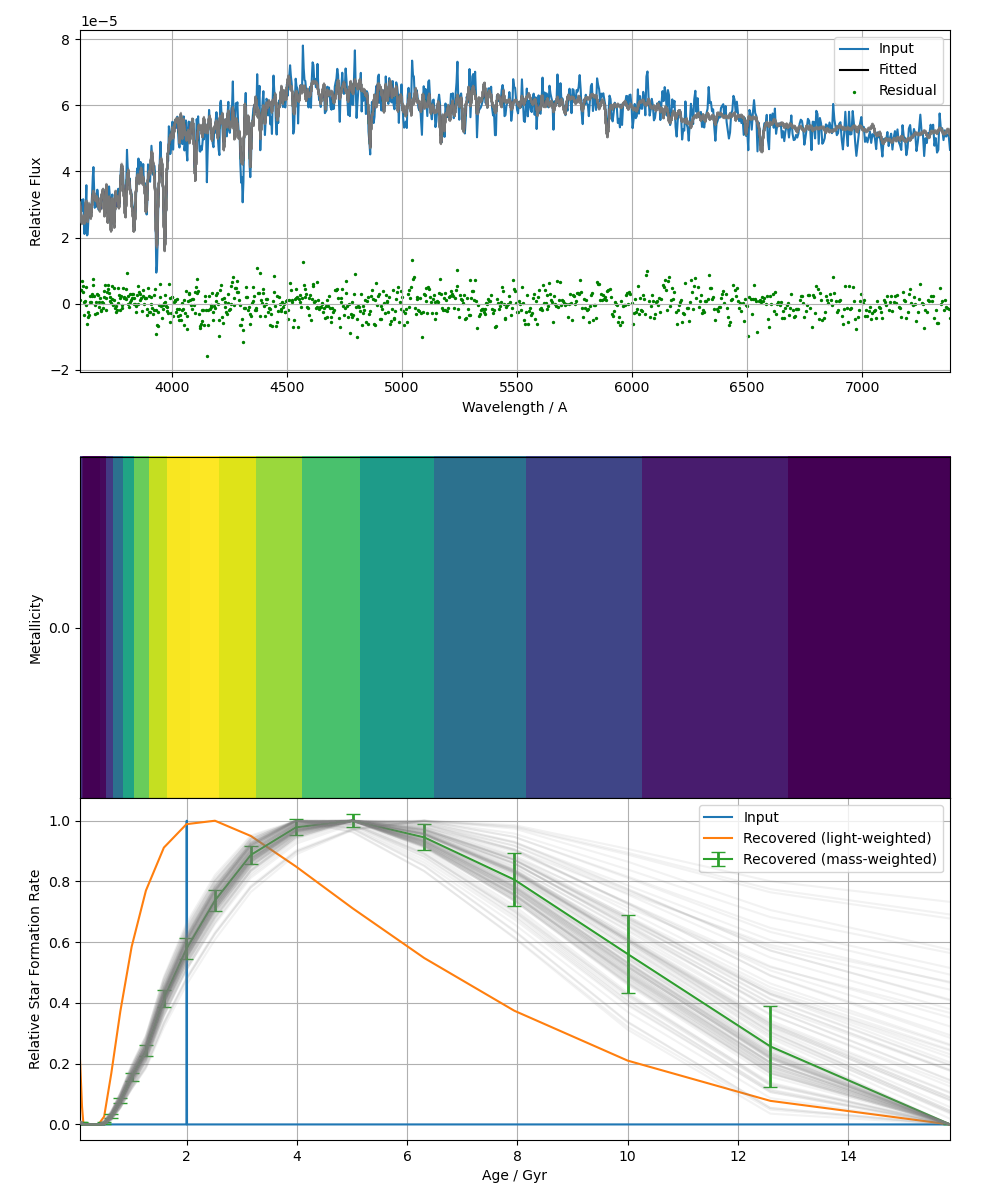 1e−5
8
6
4
2
0
−2
Relative Flux
Input
Fitted
Residual
4000 4500 5000 5500 6000 6500 7000
Wavelength / A
Metallicity
0.0
1.0
0.8
0.6
0.4
0.2
0.0
Relative Star Formation Rate
Input
Recovered (light-weighted)
Recovered (mass-weighted)
2 4 6 8 10 12 14
Age / Gyr